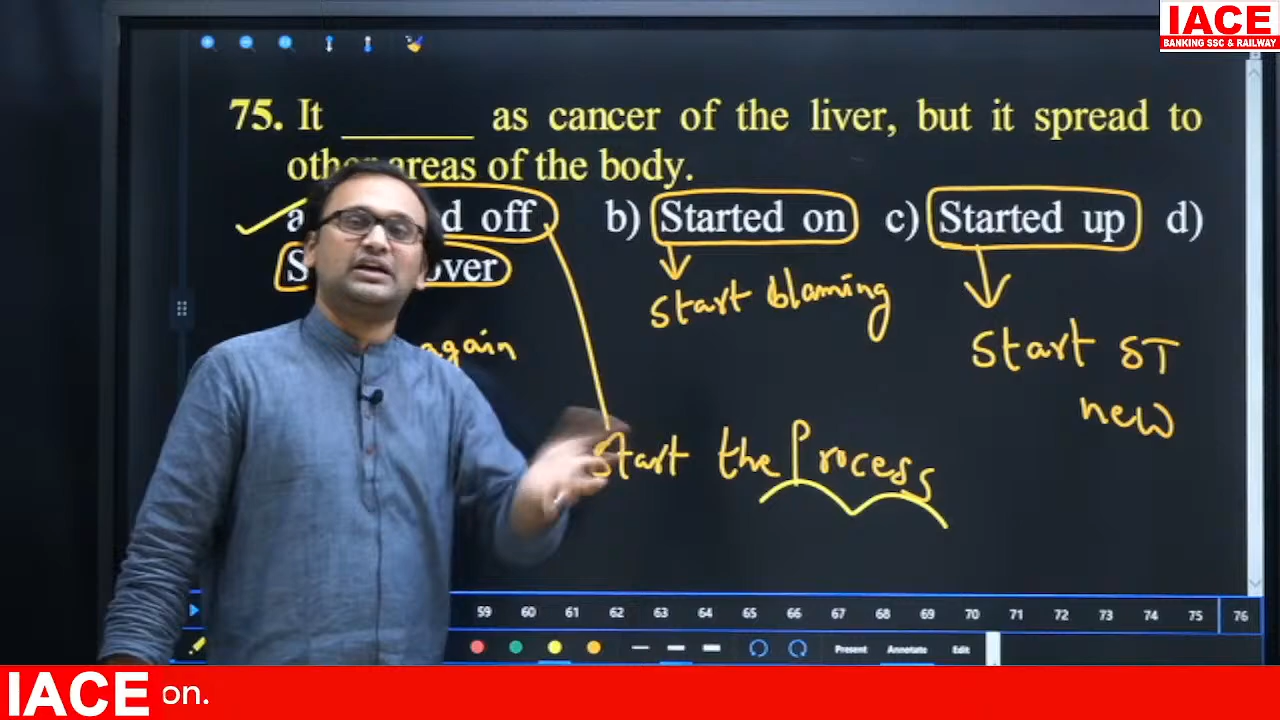 IACE
BANKING SSC & RAILWAY
75. It ______ as cancer of the liver, but it spread to
other areas of the body.
a d off b) Started on c) Started up d)
S over
Start blaming
again
Start ST
new
Start the Process
59 60 61 62 63 64 65 66 67 68 69 70 71 72 73 74 75 76
Present Annotate Edit
IACE on.